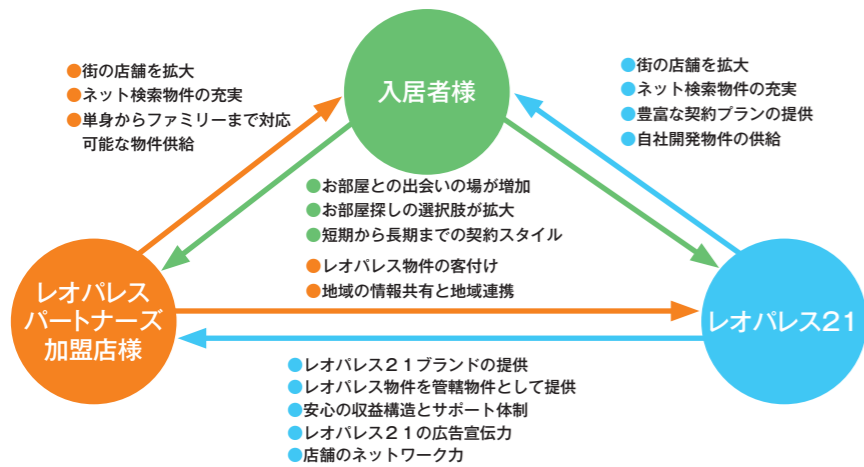 入居者様
●街の店舗を拡大
●ネット検索物件の充実
●単身からファミリーまで対応
可能な物件供給
●街の店舗を拡大
●ネット検索物件の充実
●豊富な契約プランの提供
●自社開発物件の供給
●お部屋との出会いの場が増加
●お部屋探しの選択肢が拡大
●短期から長期までの契約スタイル
●レオパレス物件の客付け
●地域の情報共有と地域連携
レオパレス
パートナーズ
加盟店様
レオパレス21
●レオパレス21ブランドの提供
●レオパレス物件を管轄物件として提供
●安心の収益構造とサポート体制
●レオパレス21の広告宣伝力
●店舗のネットワーク力